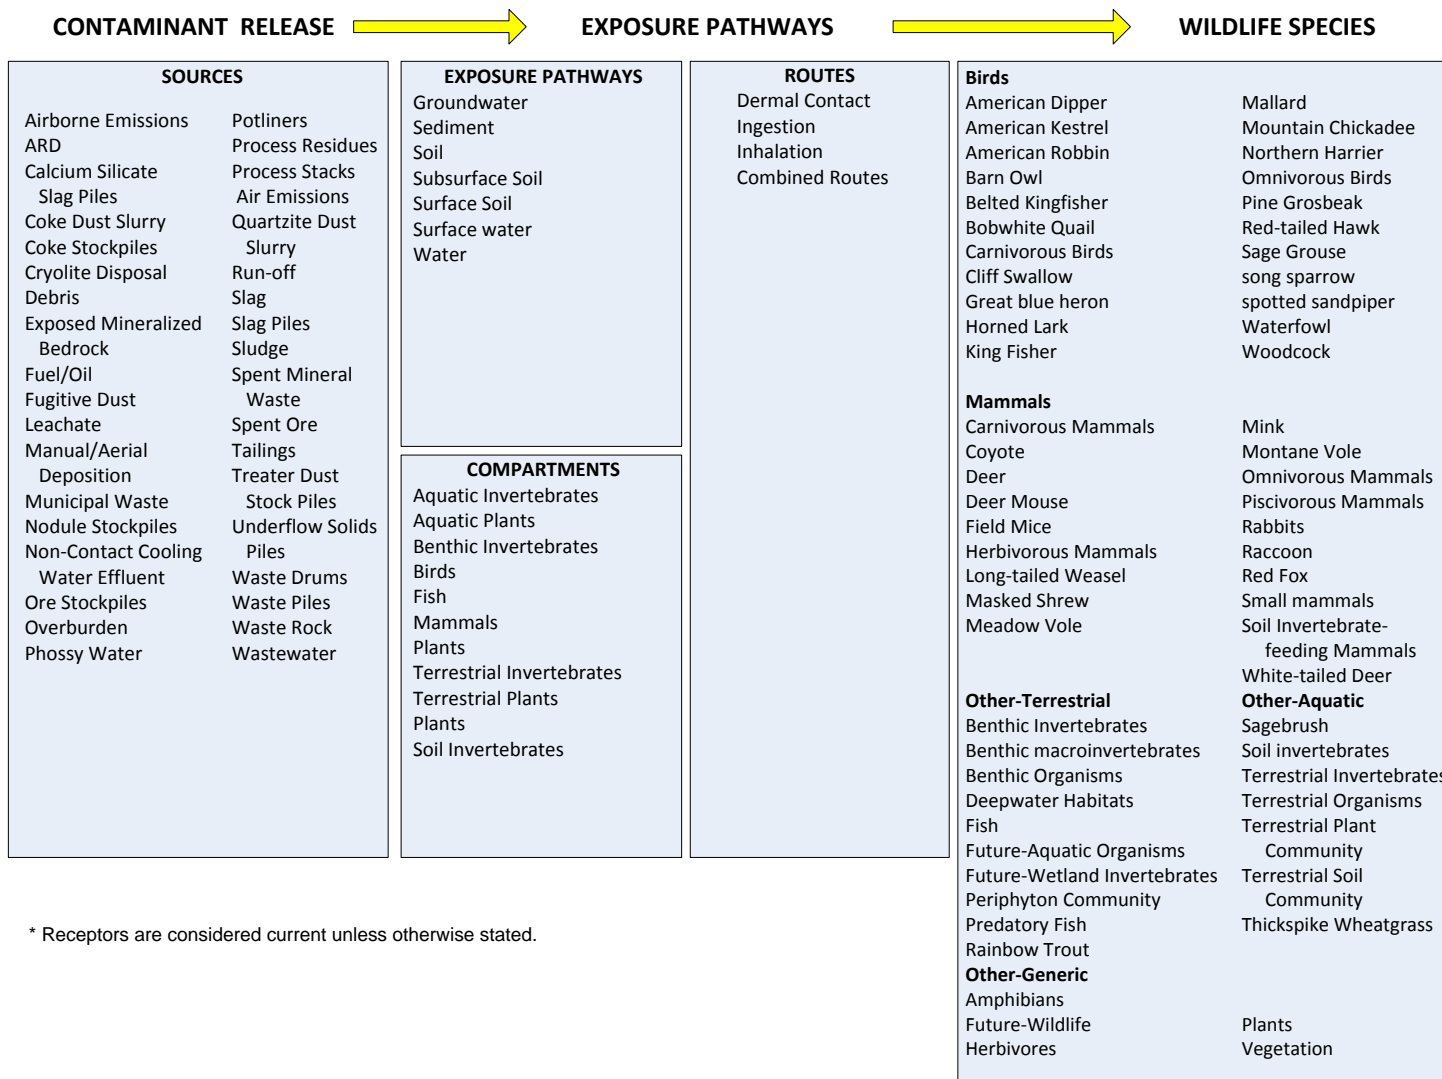 CONTAMINANT RELEASE
EXPOSURE PATHWAYS
WILDLIFE SPECIES
SOURCES
Airborne Emissions
ARD
Calcium Silicate
Slag Piles
Coke Dust Slurry
Coke Stockpiles
Cryolite Disposal
Debris
Exposed Mineralized
Bedrock
Fuel/Oil
Fugitive Dust
Leachate
Manual/Aerial
Deposition
Municipal Waste
Nodule Stockpiles
Non-Contact Cooling
Water Effluent
Ore Stockpiles
Overburden
Phossy Water
Potliners
Process Residues
Process Stacks
Air Emissions
Quartzite Dust
Slurry
Run-off
Slag
Slag Piles
Sludge
Spent Mineral
Waste
Spent Ore
Tailings
Treater Dust
Stock Piles
Underflow Solids
Piles
Waste Drums
Waste Piles
Waste Rock
Wastewater
EXPOSURE PATHWAYS
Groundwater
Sediment
Soil
Subsurface Soil
Surface Soil
Surface water
Water
COMPARTMENTS
Aquatic Invertebrates
Aquatic Plants
Benthic Invertebrates
Birds
Fish
Mammals
Plants
Terrestrial Invertebrates
Terrestrial Plants
Plants
Soil Invertebrates
ROUTES
Dermal Contact
Ingestion
Inhalation
Combined Routes
Birds
American Dipper
American Kestrel
American Robbin
Barn Owl
Belted Kingfisher
Bobwhite Quail
Carnivorous Birds
Cliff Swallow
Great blue heron
Horned Lark
King Fisher
Mallard
Mountain Chickadee
Northern Harrier
Omnivorous Birds
Pine Grosbeak
Red-tailed Hawk
Sage Grouse
song sparrow
spotted sandpiper
Waterfowl
Woodcock
Mammals
Carnivorous Mammals
Coyote
Deer
Deer Mouse
Field Mice
Herbivorous Mammals
Long-tailed Weasel
Masked Shrew
Meadow Vole
Mink
Montane Vole
Omnivorous Mammals
Piscivorous Mammals
Rabbits
Raccoon
Red Fox
Small mammals
Soil Invertebrate-
feeding Mammals
White-tailed Deer
Other-Terrestrial
Benthic Invertebrates
Benthic macroinvertebrates
Benthic Organisms
Deepwater Habitats
Fish
Future-Aquatic Organisms
Future-Wetland Invertebrates
Periphyton Community
Predatory Fish
Rainbow Trout
Other-Aquatic
Sagebrush
Soil invertebrates
Terrestrial Invertebrates
Terrestrial Organisms
Terrestrial Plant
Community
Terrestrial Soil
Community
Thickspike Wheatgrass
Other-Generic
Amphibians
Future-Wildlife
Herbivores
Plants
Vegetation
* Receptors are considered current unless otherwise stated.